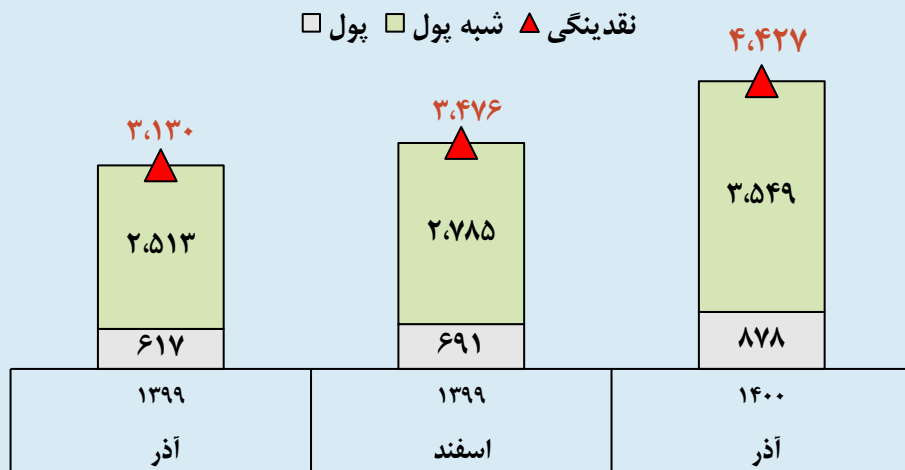 نقدینگی شبه پول پول
۳،۱۳۰ ۳،۴۷۶ ۴،۴۲۷
۲،۵۱۳ ۲،۷۸۵ ۳،۵۴۹
۶۱۷ ۶۹۱ ۸۷۸
۱۳۹۹ ۱۳۹۹ ۱۴۰۰
آذر اسفند آذر